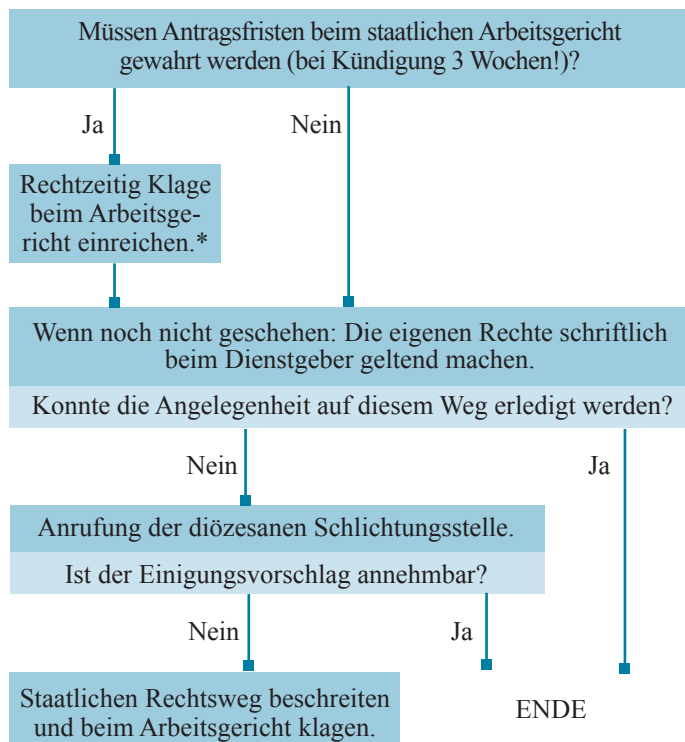 Müssen Antragsfristen beim staatlichen Arbeitsgericht
gewahrt werden (bei Kündigung 3 Wochen!)?
Ja
Nein
Rechtzeitig Klage
beim Arbeitsge-
richt einreichen.*
Wenn noch nicht geschehen: Die eigenen Rechte schriftlich
beim Dienstgeber geltend machen.
Konnte die Angelegenheit auf diesem Weg erledigt werden?
Nein
Ja
Anrufung der diözesanen Schlichtungsstelle.
Ist der Einigungsvorschlag annehmbar?
Nein
Ja
Staatlichen Rechtsweg beschreiten
und beim Arbeitsgericht klagen.
ENDE